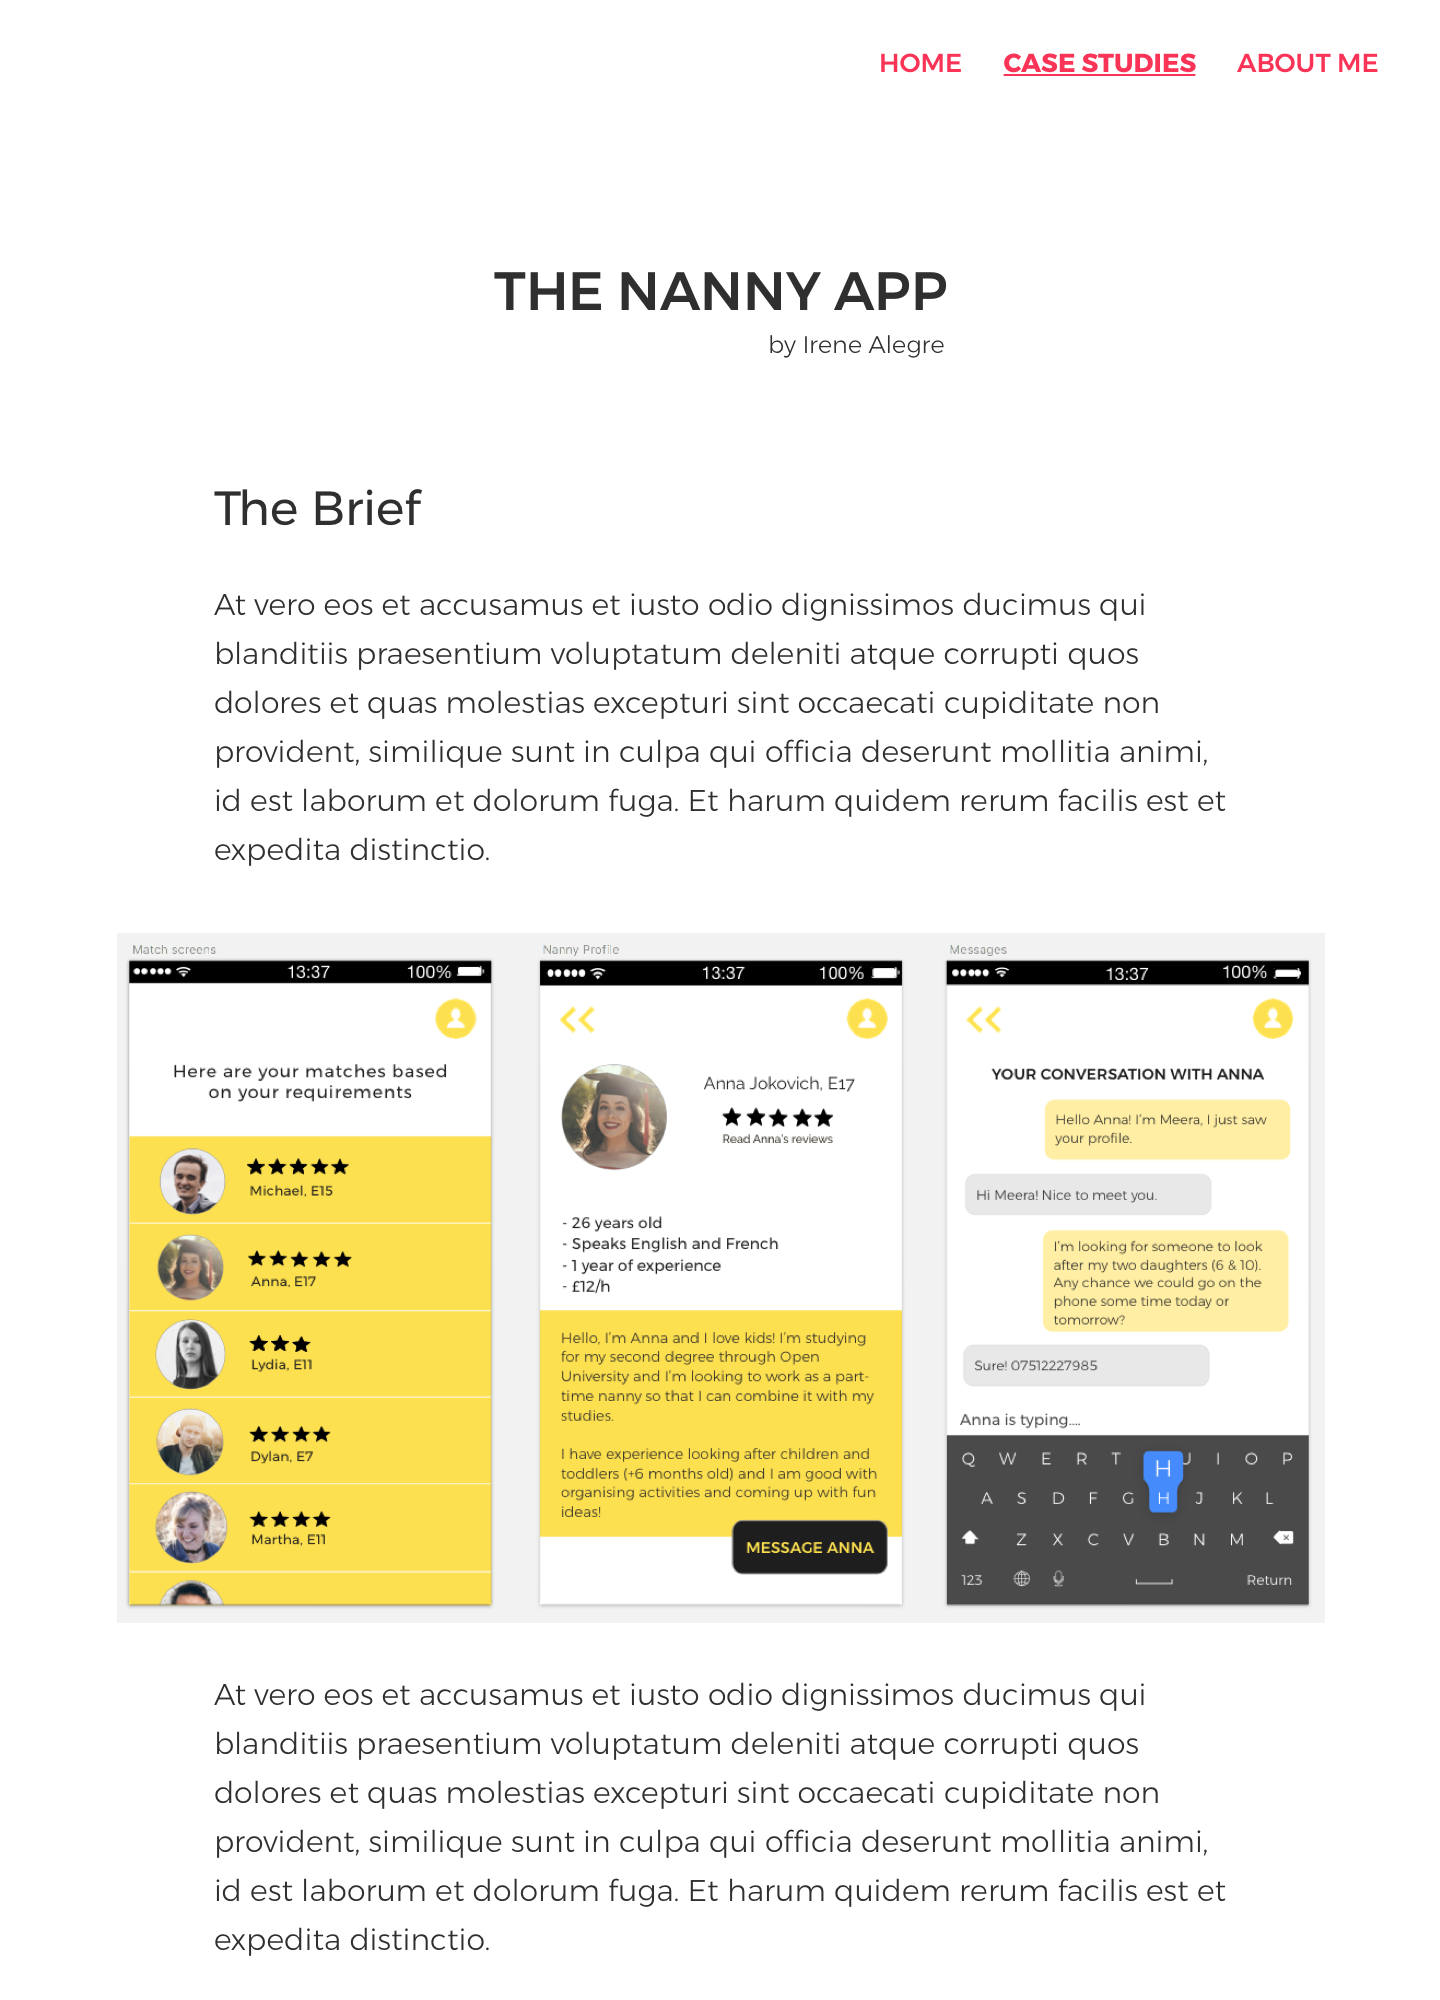 HOME CASE STUDIES ABOUT ME
THE NANNY APP
by Irene Alegre
The Brief
At vero eos et accusamus et iusto odio dignissimos ducimus qui
blanditiis praesentium voluptatum deleniti atque corrupti quos
dolores et quas molestias excepturi sint occaecati cupiditate non
provident, similique sunt in culpa qui officia deserunt mollitia animi,
id est laborum et dolorum fuga. Et harum quidem rerum facilis est et
expedita distinctio.
Match screens
13:37 100%
Here are your matches based
on your requirements
Michael, E15
Anna, E17
Lydia, E11
Dylan, E7
Martha, E11
Nanny Profile
13:37 100%
Anna Jokovich, E17
Read Anna's reviews
- 26 years old
- Speaks English and French
- 1 year of experience
- £12/h
Hello, I'm Anna and I love kids! I'm studying
for my second degree through Open
University and I'm looking to work as a part-
time nanny so that I can combine it with my
studies.
I have experience looking after children and
toddlers (+6 months old) and I am good with
organising activities and coming up with fun
ideas!
MESSAGE ANNA
Messages
13:37 100%
YOUR CONVERSATION WITH ANNA
Hello Anna! I'm Meera, I just saw
your profile.
Hi Meera! Nice to meet you.
I'm looking for someone to look
after my two daughters (6 & 10).
Any chance we could go on the
phone some time today or
tomorrow?
Sure! 07512227985
Anna is typing....
Q W E R T U I O P
H
A S D F G H J K L
Z X C V B N M
123 Return
At vero eos et accusamus et iusto odio dignissimos ducimus qui
blanditiis praesentium voluptatum deleniti atque corrupti quos
dolores et quas molestias excepturi sint occaecati cupiditate non
provident, similique sunt in culpa qui officia deserunt mollitia animi,
id est laborum et dolorum fuga. Et harum quidem rerum facilis est et
expedita distinctio.